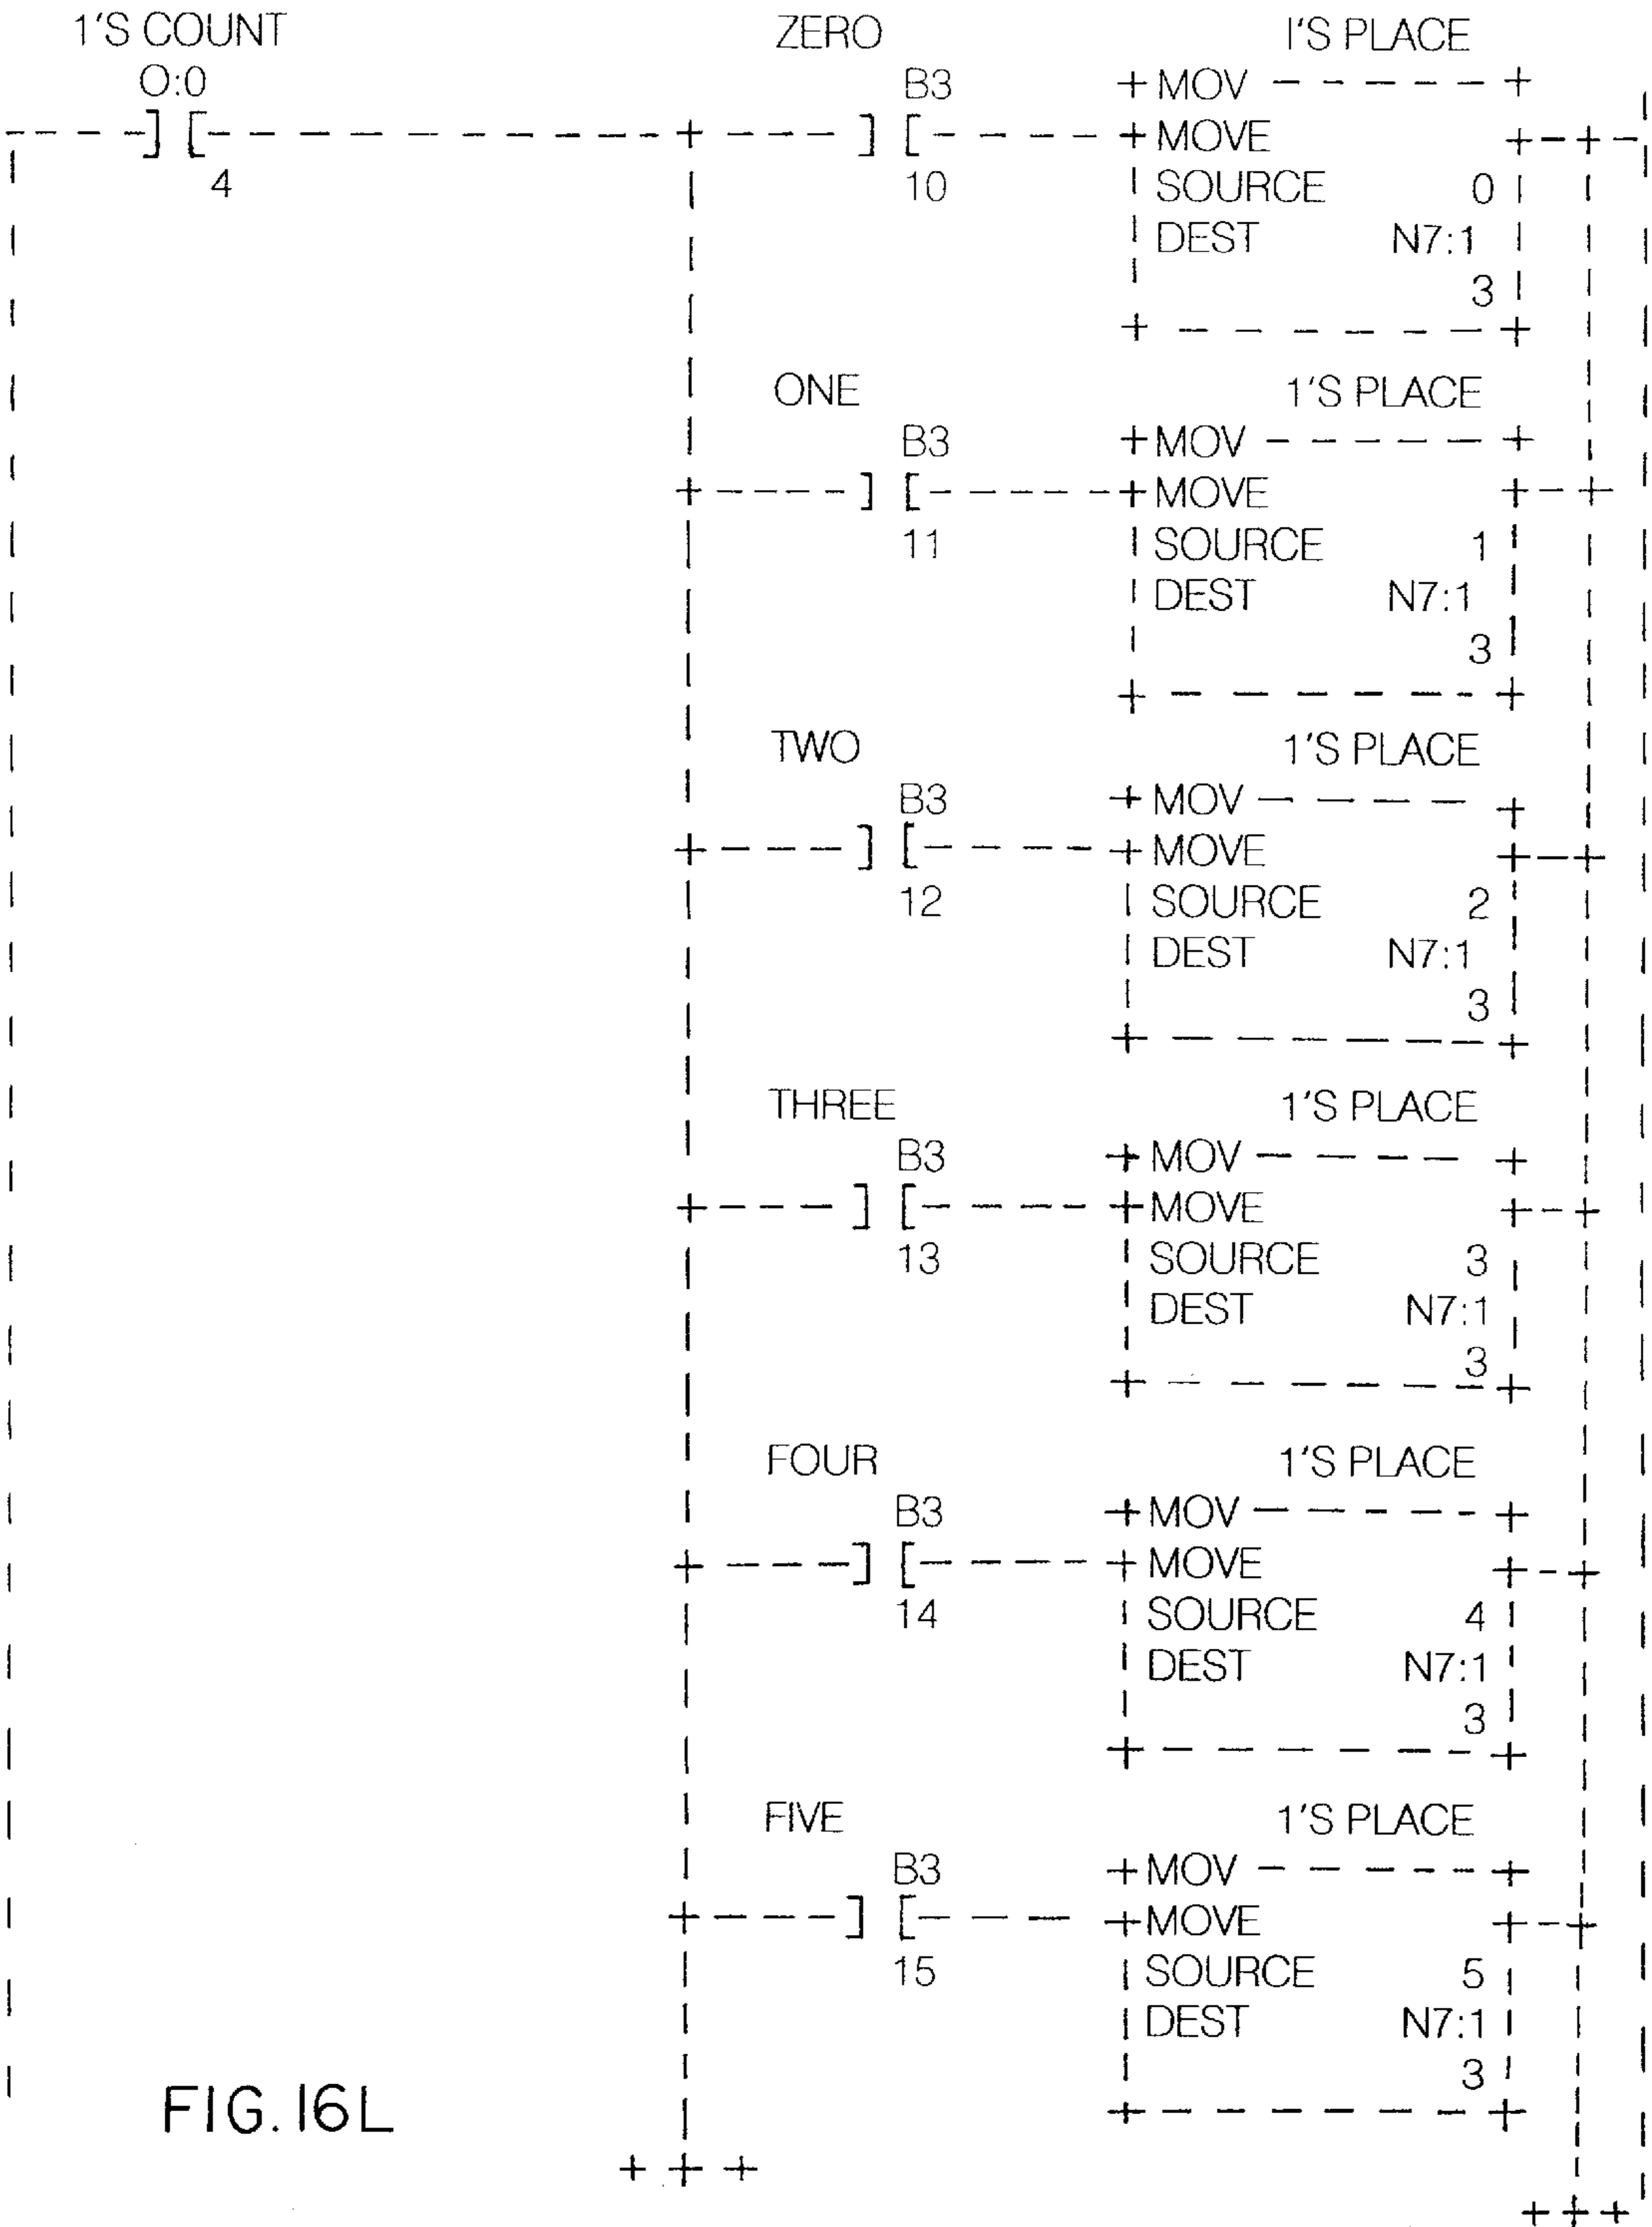 1'S COUNT ZERO I'S PLACE
O:0 B3 +MOV - - - - - +
- - - -] [- - - - - - - - - - + - - - -] [- - - - + MOVE + - + -
4 10 SOURCE 0
DEST N7:1
3
+ - - - - - - +
ONE 1'S PLACE
B3 +MOV - - - - - +
+ - - - -] [- - - - - + MOVE + - + -
11 SOURCE 1
DEST N7:1
3
+ - - - - - - +
TWO 1'S PLACE
B3 + MOV - - - - +
+ - - - -] [- - - - - + MOVE + - - +
12 SOURCE 2
DEST N7:1
3
+ - - - - - - +
THREE 1'S PLACE
B3 + MOV - - - - - +
+ - - - -] [- - - - - + MOVE + - - +
13 SOURCE 3
DEST N7:1
3
+ - - - - - - +
FOUR 1'S PLACE
B3 + MOV - - - - - +
+ - - - -] [- - - - - + MOVE + - - +
14 SOURCE 4
DEST N7:1
3
+ - - - - - - +
FIVE 1'S PLACE
B3 +MOV - - - - - +
+ - - - -] [- - - - +MOVE + - - +
15 SOURCE 5
DEST N7:1
3
+ - - - - - - +
FIG. 16L
+ + +
+ + +